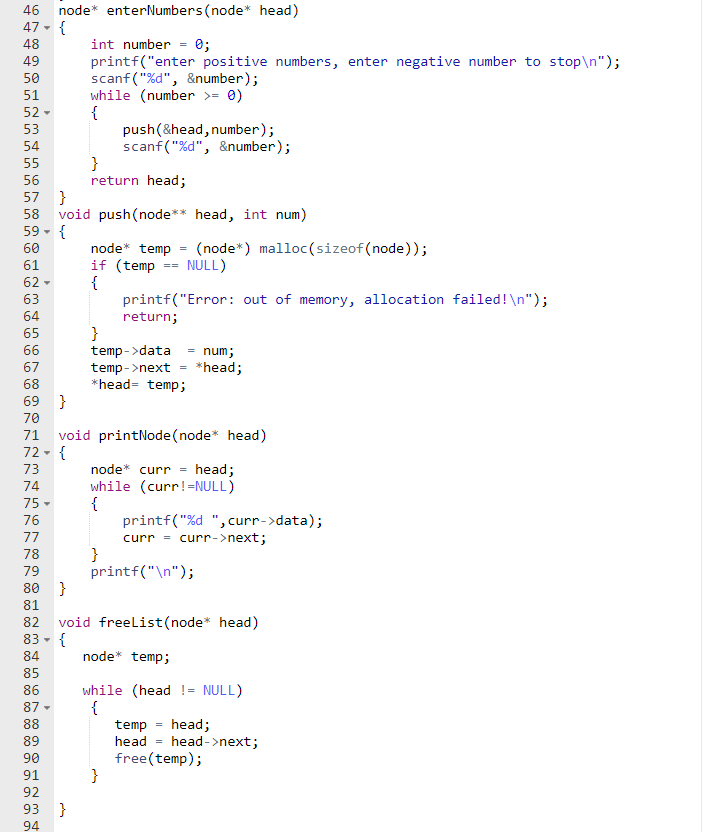 46 node* enterNumbers(node* head)
47 {
48     int number = 0;
49     printf("enter positive numbers, enter negative number to stop\n");
50     scanf("%d", &number);
51     while (number >= 0)
52     {
53         push(&head,number);
54         scanf("%d", &number);
55     }
56     return head;
57 }
58 void push(node** head, int num)
59 {
60     node* temp = (node*) malloc(sizeof(node));
61     if (temp == NULL)
62     {
63         printf("Error: out of memory, allocation failed!\n");
64         return;
65     }
66     temp->data  = num;
67     temp->next = *head;
68     *head= temp;
69 }
70
71 void printNode(node* head)
72 {
73     node* curr = head;
74     while (curr!=NULL)
75     {
76         printf("%d ",curr->data);
77         curr = curr->next;
78     }
79     printf("\n");
80 }
81
82 void freeList(node* head)
83 {
84    node* temp;
85
86    while (head != NULL)
87     {
88        temp = head;
89        head = head->next;
90        free(temp);
91     }
92
93 }
94